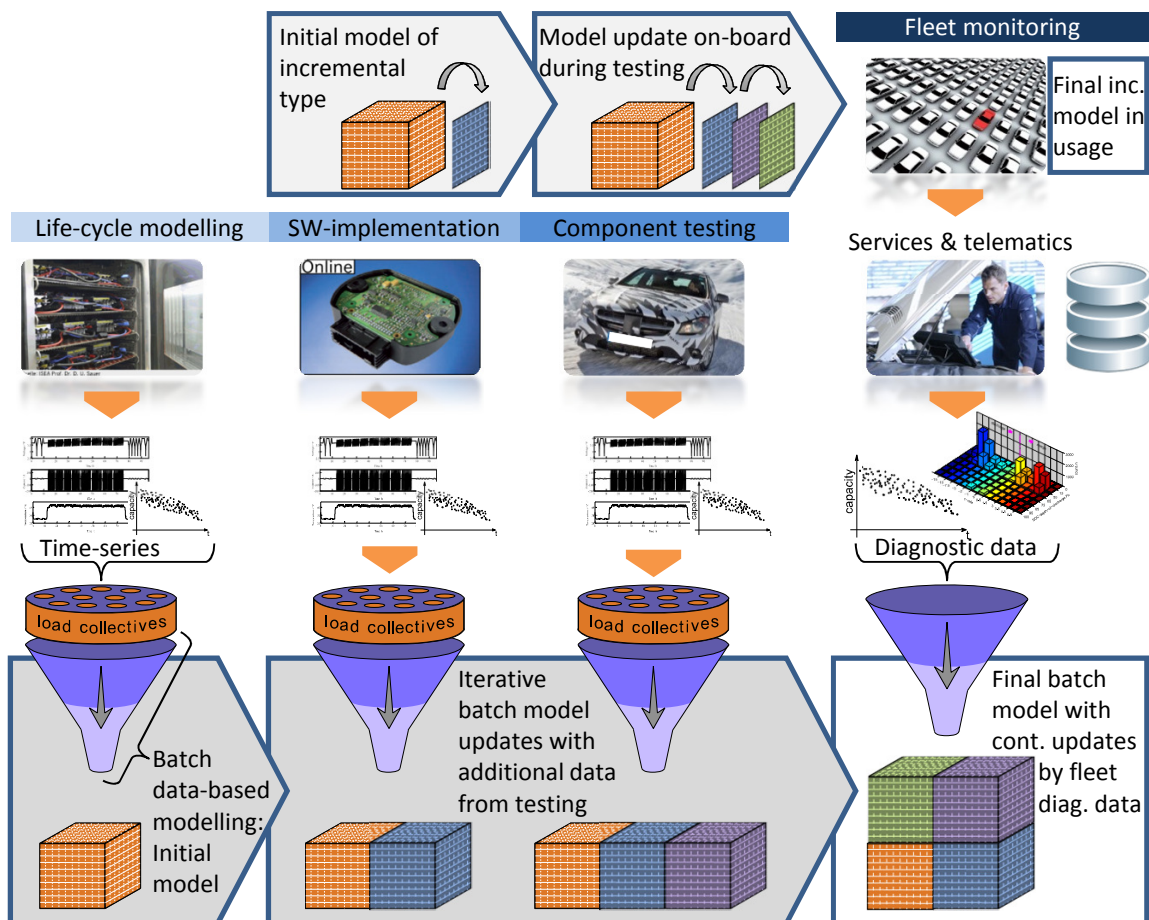 Initial model of
incremental
type
Model update on-board
during testing
Fleet monitoring
Final inc.
model in
usage
Life-cycle modelling
SW-implementation
Component testing
Services & telematics
Online
capacity
t
capacity
t
capacity
t
capacity
t
Time-series
Diagnostic data
load collectives
load collectives
load collectives
Batch
data-based
modelling:
Initial
model
Iterative
batch model
updates with
additional data
from testing
Final batch
model with
cont. updates
by fleet
diag. data